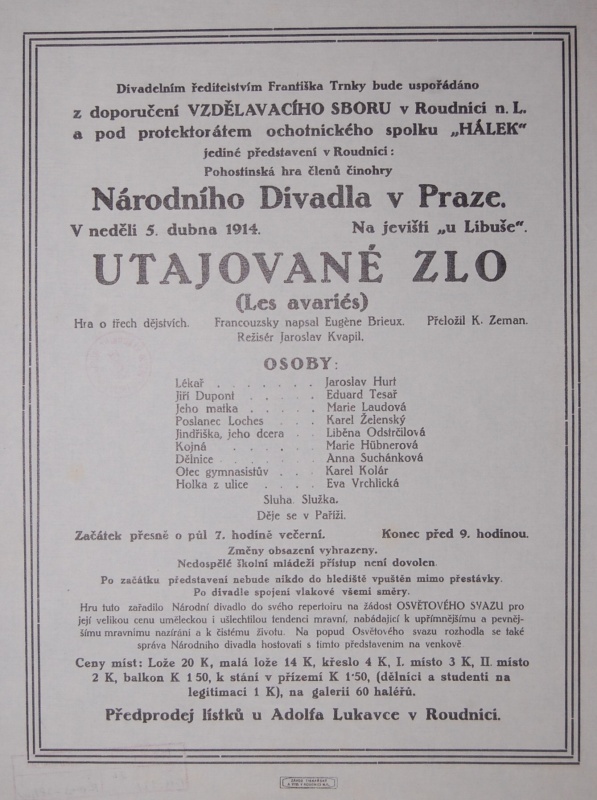 Divadelním ředitelstvím Františka Trnky bude uspořádáno
z doporučení VZDĚLAVACÍHO SBORU v Roudnici n. L.
a pod protektorátem ochotnického spolku „HÁLEK"
jediné představení v Roudnici:
Pohostinská hra členů činohry
Národního Divadla v Praze.
V neděli 5. dubna 1914. Na jevišti „u Libuše".
UTAJOVANÉ ZLO
(Les avariés)
Hra o třech dějstvích. Francouzsky napsal Eugène Brieux. Přeložil K. Zeman.
Režisér Jaroslav Kvapil.
OSOBY:
Lékař . . . . . . . Jaroslav Hurt
Jiří Dupont . . . . . Eduard Tesař
Jeho matka . . . . . Marie Laudová
Poslanec Loches . . . Karel Želenský
Jindřiška, jeho dcera . . Liběna Odstrčilová
Kojná . . . . . Marie Hübnerová
Dělnice . . . . . Anna Suchánková
Otec gymnasistův . . . Karel Kolár
Holka z ulice . . . . Eva Vrchlická
Sluha. Služka.
Děje se v Paříži.
Začátek přesně o půl 7. hodině večerní. Konec před 9. hodinou.
Změny obsazení vyhrazeny.
Nedospělé školní mládeži přístup není dovolen.
Po začátku představení nebude nikdo do hlediště vpuštěn mimo přestávky.
Po divadle spojení vlakové všemi směry.
Hru tuto zařadilo Národní divadlo do svého repertoiru na žádost OSVĚTOVÉHO SVAZU pro
její velikou cenu uměleckou i ušlechtilou tendenci mravní, nabádající k upřímnějšímu a pevněj-
šímu mravnimu nazírání a k čistému životu. Na popud Osvětového svazu rozhodla se také
správa Národního divadla hostovati s tímto představením na venkově
Ceny míst: Lože 20 K, malá lože 14 K, křeslo 4 K, I. místo 3 K, II. místo
2 K, balkon K 1 50, k stání v přízemí K 1·50, (dělníci a studenti na
legitimaci 1 K), na galerii 60 haléřů.
Předprodej lístků u Adolfa Lukavce v Roudnici.